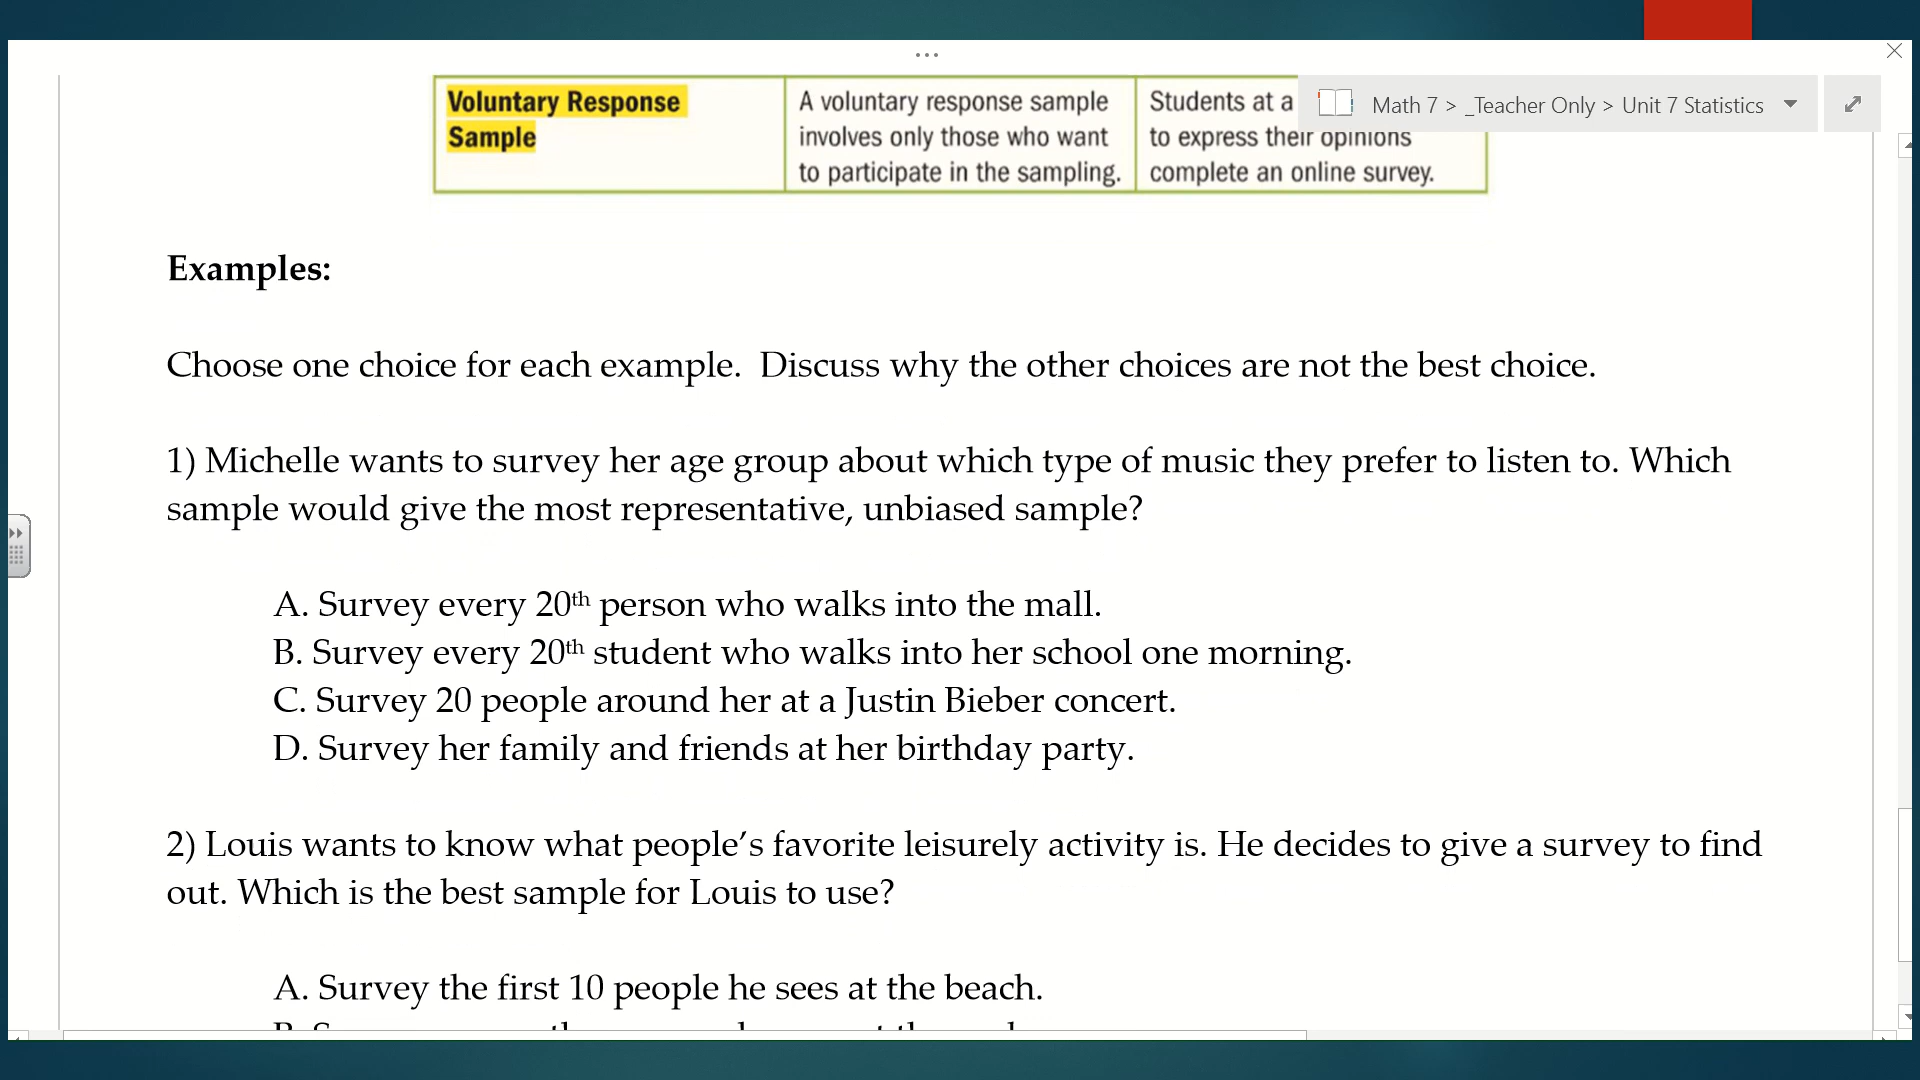 Math 7 > _Teacher Only > Unit 7 Statistics
Voluntary Response
Sample
A voluntary response sample
involves only those who want
to participate in the sampling.
Students at a
to express their opinions
complete an online survey.
Examples:
Choose one choice for each example.  Discuss why the other choices are not the best choice.
1) Michelle wants to survey her age group about which type of music they prefer to listen to. Which
sample would give the most representative, unbiased sample?
A. Survey every 20th person who walks into the mall.
B. Survey every 20th student who walks into her school one morning.
C. Survey 20 people around her at a Justin Bieber concert.
D. Survey her family and friends at her birthday party.
2) Louis wants to know what people’s favorite leisurely activity is. He decides to give a survey to find
out. Which is the best sample for Louis to use?
A. Survey the first 10 people he sees at the beach.